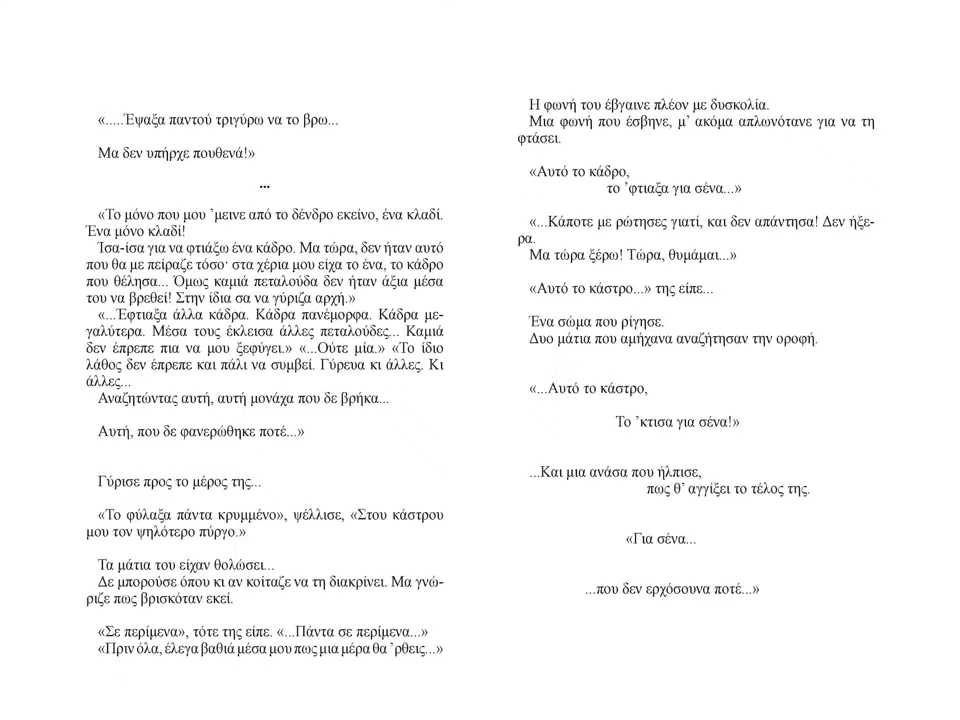 «.....Έψαξα παντού τριγύρω να το βρω...
Μα δεν υπήρχε πουθενά!»
...
«Το μόνο που μου ’μεινε από το δένδρο εκείνο, ένα κλαδί.
Ένα μόνο κλαδί!
Ίσα-ίσα για να φτιάξω ένα κάδρο. Μα τώρα, δεν ήταν αυτό
που θα με πείραζε τόσο· στα χέρια μου είχα το ένα, το κάδρο
που θέλησα... Όμως καμιά πεταλούδα δεν ήταν άξια μέσα
του να βρεθεί! Στην ίδια σα να γύριζα αρχή.»
«...Έφτιαξα άλλα κάδρα. Κάδρα πανέμορφα. Κάδρα με-
γαλύτερα. Μέσα τους έκλεισα άλλες πεταλούδες... Καμιά
δεν έπρεπε πια να μου ξεφύγει.» «...Ούτε μία.» «Το ίδιο
λάθος δεν έπρεπε και πάλι να συμβεί. Γύρευα κι άλλες. Κι
άλλες...
Αναζητώντας αυτή, αυτή μονάχα που δε βρήκα...
Αυτή, που δε φανερώθηκε ποτέ...»
Γύρισε προς το μέρος της...
«Το φύλαξα πάντα κρυμμένο», ψέλλισε, «Στου κάστρου
μου τον ψηλότερο πύργο.»
Τα μάτια του είχαν θολώσει...
Δε μπορούσε όπου κι αν κοίταζε να τη διακρίνει. Μα γνώ-
ριζε πως βρισκόταν εκεί.
«Σε περίμενα», τότε της είπε. «...Πάντα σε περίμενα...»
«Πριν όλα, έλεγα βαθιά μέσα μου πως μια μέρα θα ’ρθεις...»
Η φωνή του έβγαινε πλέον με δυσκολία.
Μια φωνή που έσβηνε, μ’ ακόμα απλωνότανε για να τη
φτάσει.
«Αυτό το κάδρο,
το ’φτιαξα για σένα...»
«...Κάποτε με ρώτησες γιατί, και δεν απάντησα! Δεν ήξε-
ρα.
Μα τώρα ξέρω! Τώρα, θυμάμαι...»
«Αυτό το κάστρο...» της είπε...
Ένα σώμα που ρίγησε.
Δυο μάτια που αμήχανα αναζήτησαν την οροφή.
«...Αυτό το κάστρο,
Το ’κτισα για σένα!»
...Και μια ανάσα που ήλπισε,
πως θ’ αγγίξει το τέλος της.
«Για σένα...
...που δεν ερχόσουνα ποτέ...»